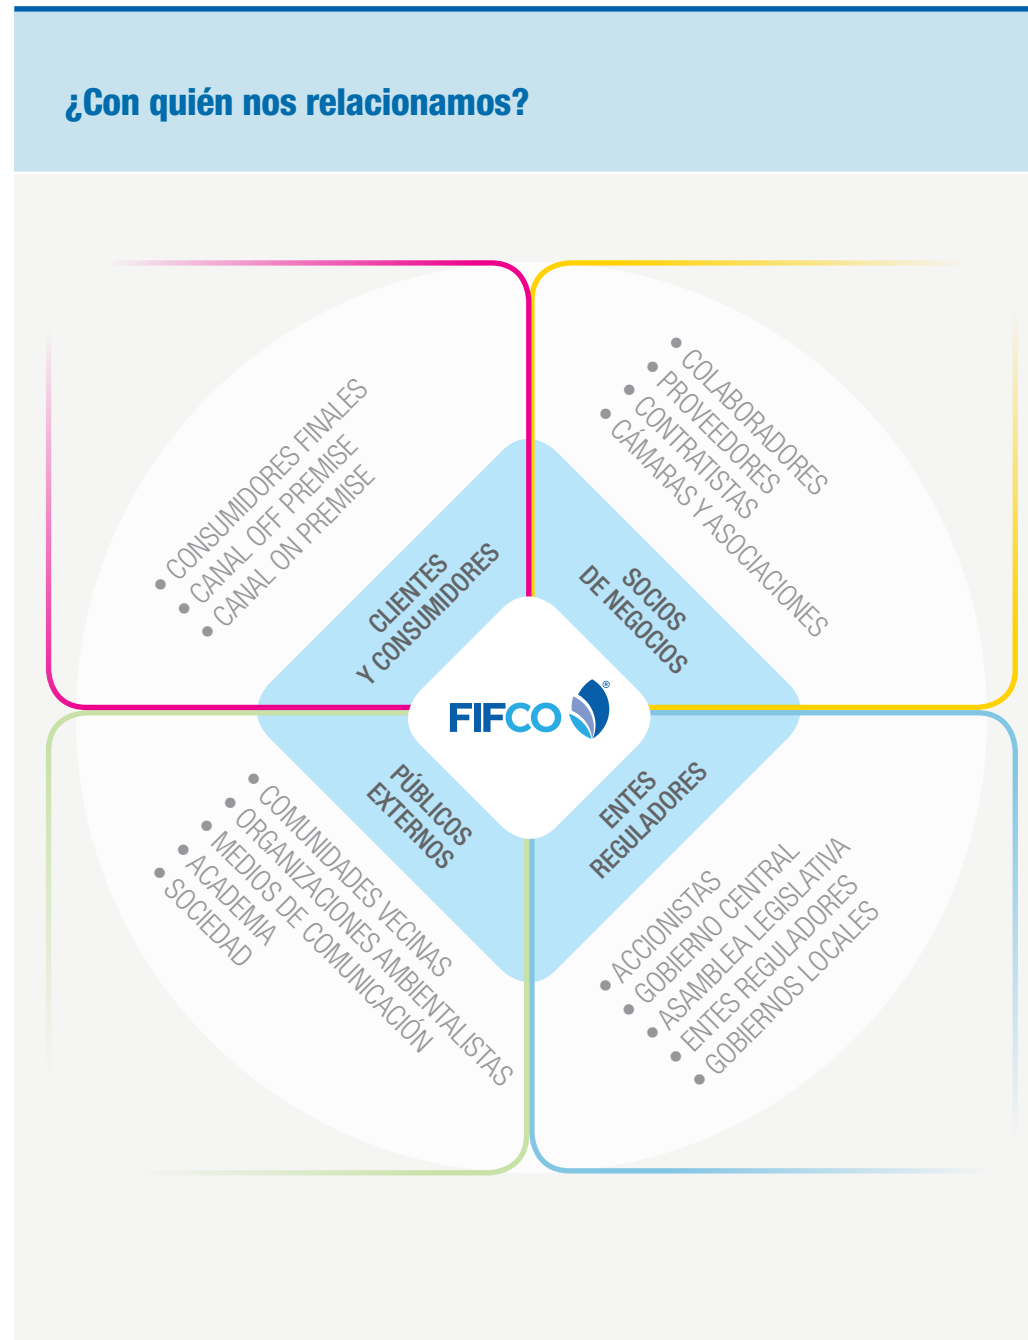 ¿Con quién nos relacionamos?
CONSUMIDORES FINALES
CANAL OFF PREMISE
CANAL ON PREMISE
CLIENTES
Y CONSUMIDORES
COLABORADORES
PROVEEDORES
CONTRATISTAS
CÁMARAS Y ASOCIACIONES
SOCIOS
DE NEGOCIOS
FIFCO®
PÚBLICOS
EXTERNOS
COMUNIDADES VECINAS
ORGANIZACIONES AMBIENTALISTAS
MEDIOS DE COMUNICACIÓN
ACADEMIA
SOCIEDAD
ENTES
REGULADORES
ACCIONISTAS
GOBIERNO CENTRAL
ASAMBLEA LEGISLATIVA
ENTES REGULADORES
GOBIERNOS LOCALES